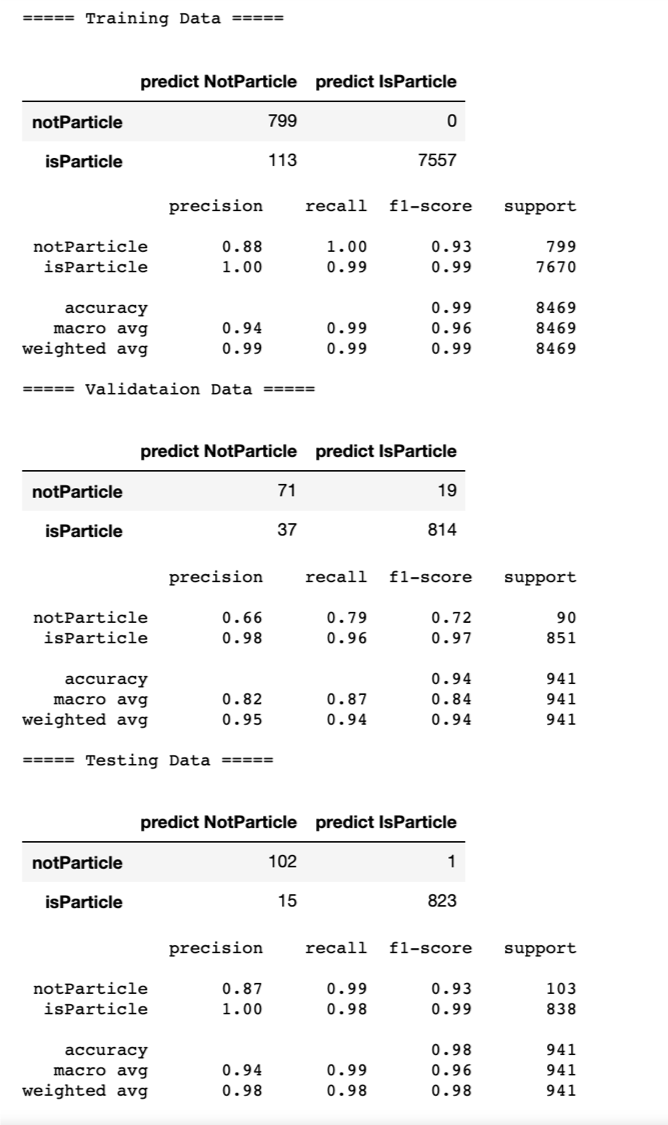 ===== Training Data =====
predict NotParticle predict IsParticle
notParticle 799 0
isParticle 113 7557
precision recall f1-score support
notParticle 0.88 1.00 0.93 799
isParticle 1.00 0.99 0.99 7670
accuracy 0.99 8469
macro avg 0.94 0.99 0.96 8469
weighted avg 0.99 0.99 0.99 8469
===== Validataion Data =====
predict NotParticle predict IsParticle
notParticle 71 19
isParticle 37 814
precision recall f1-score support
notParticle 0.66 0.79 0.72 90
isParticle 0.98 0.96 0.97 851
accuracy 0.94 941
macro avg 0.82 0.87 0.84 941
weighted avg 0.95 0.94 0.94 941
===== Testing Data =====
predict NotParticle predict IsParticle
notParticle 102 1
isParticle 15 823
precision recall f1-score support
notParticle 0.87 0.99 0.93 103
isParticle 1.00 0.98 0.99 838
accuracy 0.98 941
macro avg 0.94 0.99 0.96 941
weighted avg 0.98 0.98 0.98 941